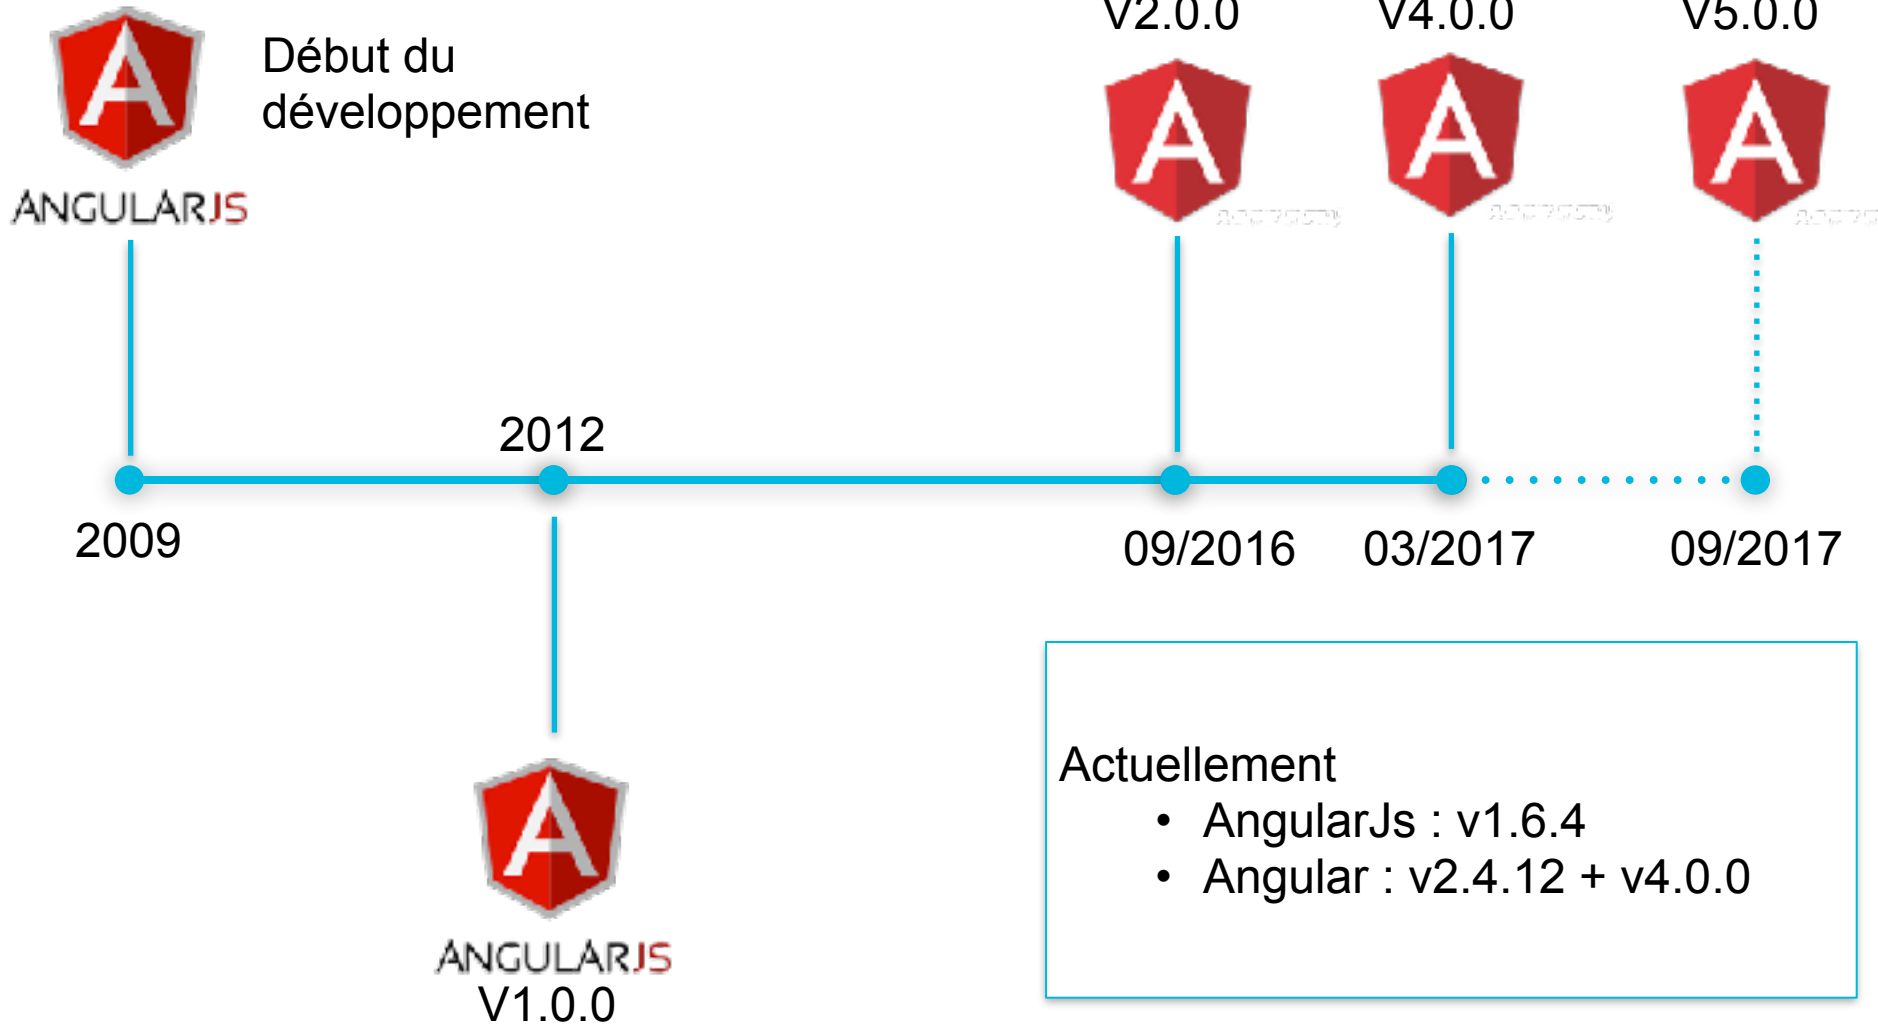 Début du
développement
V2.0.0
V4.0.0
V5.0.0
A
A
A
A
ANGULARJS
2012
2009
09/2016
03/2017
09/2017
A
ANGULARJS
V1.0.0
Actuellement
• AngularJs : v1.6.4
• Angular : v2.4.12 + v4.0.0